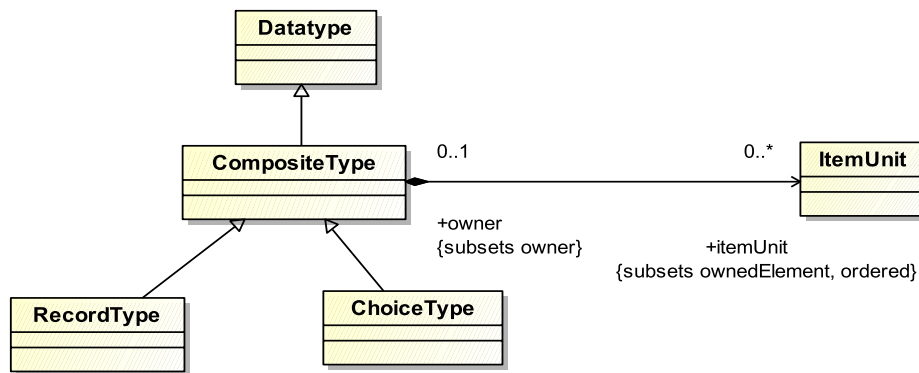 Datatype
CompositeType
0..1
0..*
ItemUnit
+owner
{subsets owner}
+itemUnit
{subsets ownedElement, ordered}
RecordType
ChoiceType